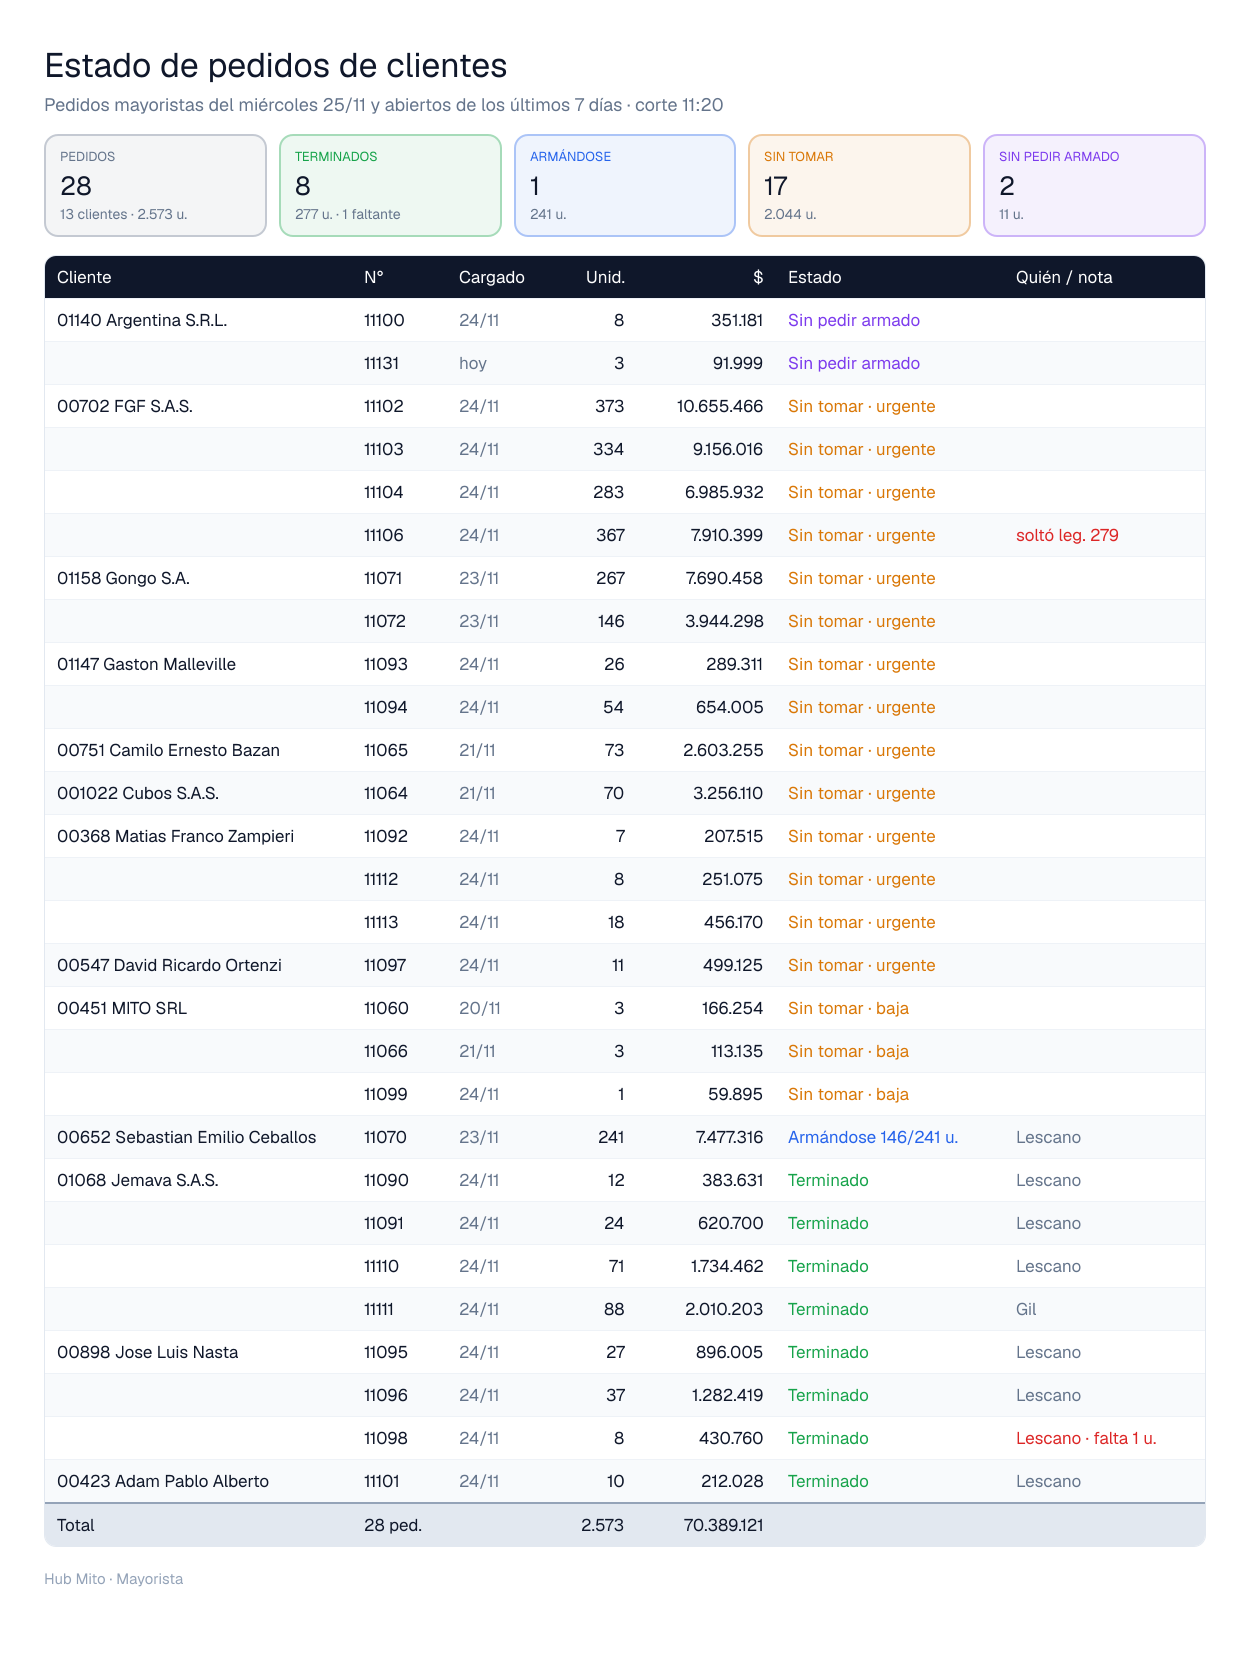 Estado de pedidos de clientes
Pedidos mayoristas del miércoles 25/11 y abiertos de los últimos 7 días · corte 11:20
PEDIDOS
28
13 clientes · 2.573 u.
TERMINADOS
8
277 u. · 1 faltante
ARMÁNDOSE
1
241 u.
SIN TOMAR
17
2.044 u.
SIN PEDIR ARMADO
2
11 u.
Cliente N° Cargado Unid. $ Estado Quién / nota
01140 Argentina S.R.L. 11100 24/11 8 351.181 Sin pedir armado
11131 hoy 3 91.999 Sin pedir armado
00702 FGF S.A.S. 11102 24/11 373 10.655.466 Sin tomar · urgente
11103 24/11 334 9.156.016 Sin tomar · urgente
11104 24/11 283 6.985.932 Sin tomar · urgente
11106 24/11 367 7.910.399 Sin tomar · urgente soltó leg. 279
01158 Gongo S.A. 11071 23/11 267 7.690.458 Sin tomar · urgente
11072 23/11 146 3.944.298 Sin tomar · urgente
01147 Gaston Malleville 11093 24/11 26 289.311 Sin tomar · urgente
11094 24/11 54 654.005 Sin tomar · urgente
00751 Camilo Ernesto Bazan 11065 21/11 73 2.603.255 Sin tomar · urgente
001022 Cubos S.A.S. 11064 21/11 70 3.256.110 Sin tomar · urgente
00368 Matias Franco Zampieri 11092 24/11 7 207.515 Sin tomar · urgente
11112 24/11 8 251.075 Sin tomar · urgente
11113 24/11 18 456.170 Sin tomar · urgente
00547 David Ricardo Ortenzi 11097 24/11 11 499.125 Sin tomar · urgente
00451 MITO SRL 11060 20/11 3 166.254 Sin tomar · baja
11066 21/11 3 113.135 Sin tomar · baja
11099 24/11 1 59.895 Sin tomar · baja
00652 Sebastian Emilio Ceballos 11070 23/11 241 7.477.316 Armándose 146/241 u. Lescano
01068 Jemava S.A.S. 11090 24/11 12 383.631 Terminado Lescano
11091 24/11 24 620.700 Terminado Lescano
11110 24/11 71 1.734.462 Terminado Lescano
11111 24/11 88 2.010.203 Terminado Gil
00898 Jose Luis Nasta 11095 24/11 27 896.005 Terminado Lescano
11096 24/11 37 1.282.419 Terminado Lescano
11098 24/11 8 430.760 Terminado Lescano · falta 1 u.
00423 Adam Pablo Alberto 11101 24/11 10 212.028 Terminado Lescano
Total 28 ped. 2.573 70.389.121
Hub Mito · Mayorista